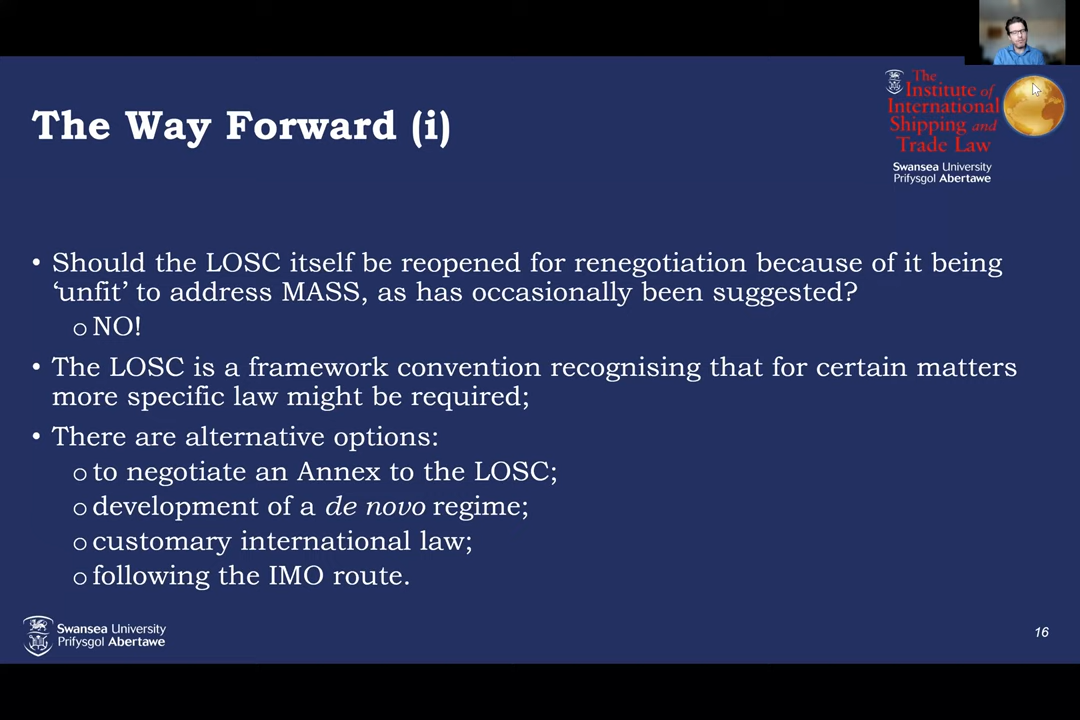 The
Institute of
International
Shipping and
Trade Law
Swansea University
Prifysgol Abertawe
The Way Forward (i)
• Should the LOSC itself be reopened for renegotiation because of it being
‘unfit’ to address MASS, as has occasionally been suggested?
o NO!
• The LOSC is a framework convention recognising that for certain matters
more specific law might be required;
• There are alternative options:
o to negotiate an Annex to the LOSC;
o development of a de novo regime;
o customary international law;
o following the IMO route.
Swansea University
Prifysgol Abertawe
16